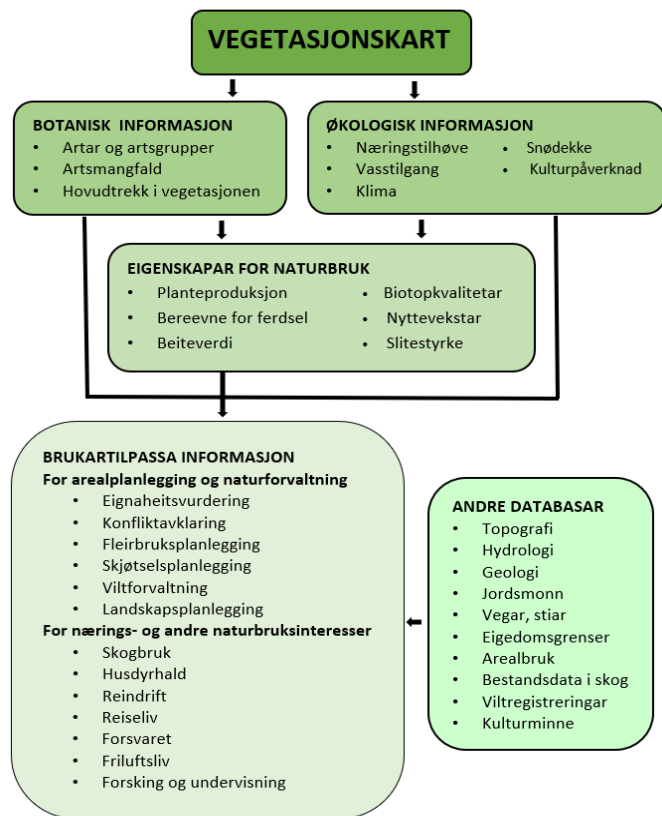 VEGETASJONSKART
BOTANISK INFORMASJON
• Artar og artsgrupper
• Artsmangfald
• Hovudtrekk i vegetasjonen
ØKOLOGISK INFORMASJON
• Næringstilhøve
• Vasstilgang
• Klima
• Snødekke
• Kulturpåverknad
EIGENSKAPAR FOR NATURBRUK
• Planteproduksjon
• Bereevne for ferdsel
• Beiteverdi
• Biotopkvalitetar
• Nyttevekstar
• Slitestyrke
BRUKARTILPASSA INFORMASJON
For arealplanlegging og naturforvaltning
• Eignaheitsvurdering
• Konfliktavklaring
• Fleirbruksplanlegging
• Skjøtselsplanlegging
• Viltforvaltning
• Landskapsplanlegging
For nærings- og andre naturbruksinteresser
• Skogbruk
• Husdyrhald
• Reindrift
• Reiseliv
• Forsvaret
• Friluftsliv
• Forsking og undervisning
ANDRE DATABASAR
• Topografi
• Hydrologi
• Geologi
• Jordsmonn
• Vegar, stiar
• Eigedomsgrenser
• Arealbruk
• Bestandsdata i skog
• Viltregistreringar
• Kulturminne